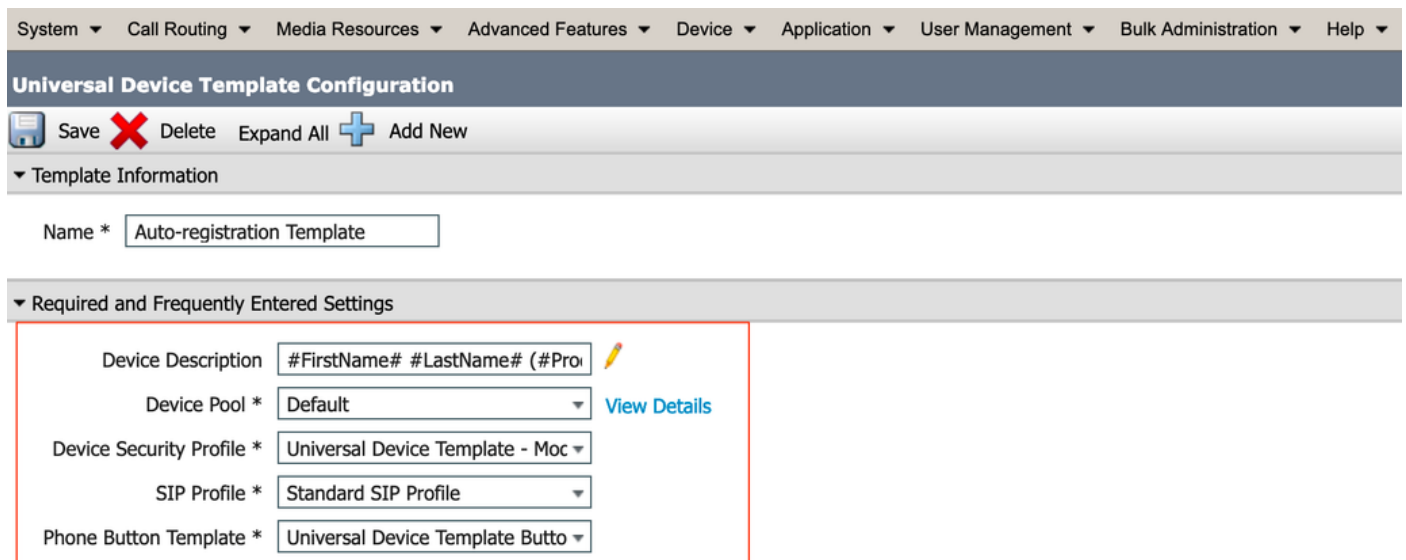 System Call Routing Media Resources Advanced Features Device Application User Management Bulk Administration Help
Universal Device Template Configuration
Save Delete Expand All Add New
Template Information
Name * Auto-registration Template
Required and Frequently Entered Settings
Device Description #FirstName# #LastName# (#Pro
Device Pool * Default View Details
Device Security Profile * Universal Device Template - Moc
SIP Profile * Standard SIP Profile
Phone Button Template * Universal Device Template Butto